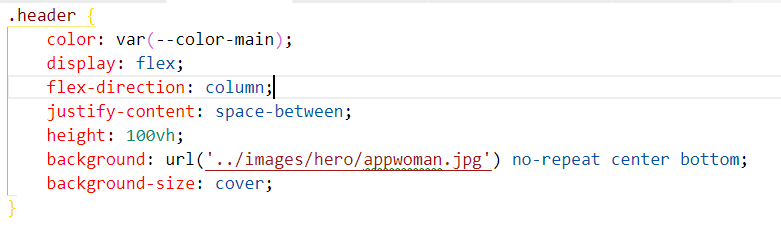 .header {
    color: var(--color-main);
    display: flex;
    flex-direction: column;
    justify-content: space-between;
    height: 100vh;
    background: url('../images/hero/appwoman.jpg') no-repeat center bottom;
    background-size: cover;
}